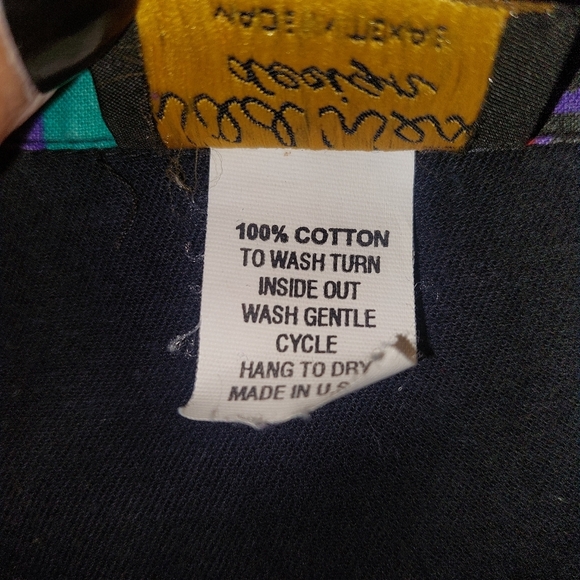 100% COTTON
TO WASH TURN
INSIDE OUT
WASH GENTLE
CYCLE
HANG TO DRY
MADE IN U.S